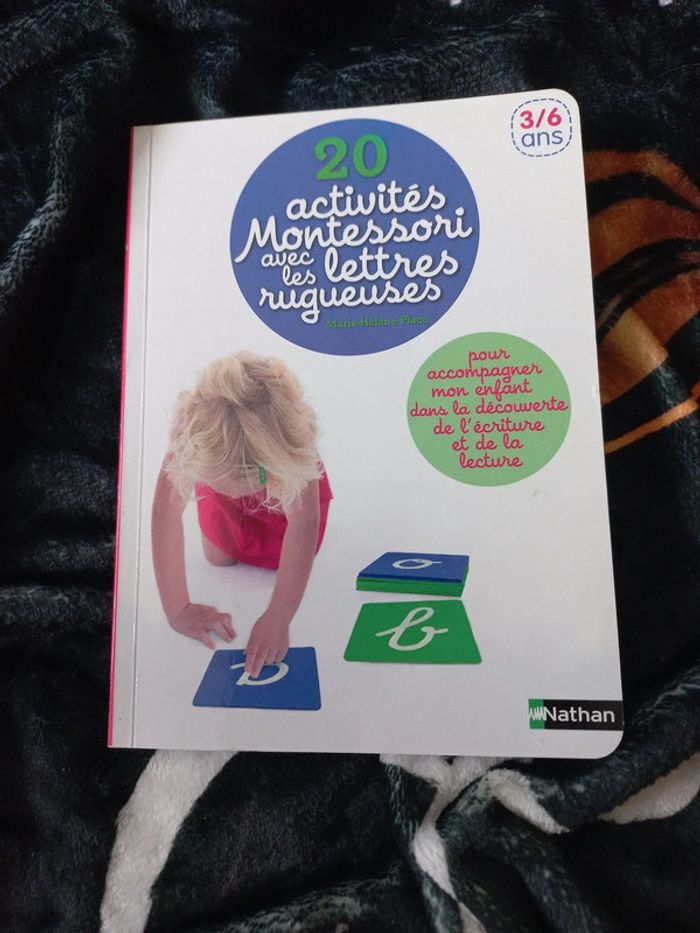 3/6
ans
20
activités
Montessori
avec
les lettres
rugueuses
Marie-Hélène Place
pour
accompagner
mon enfant
dans la découverte
de l'écriture
et de la
lecture
o
b
a
Nathan